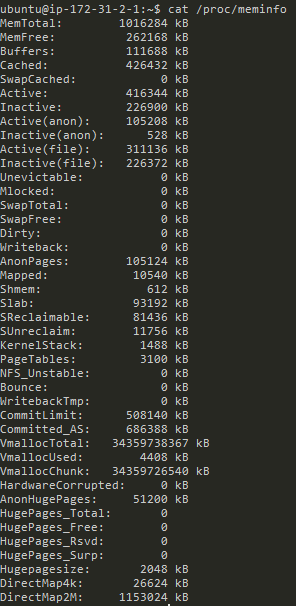 ubuntu@ip-172-31-2-1:~$ cat /proc/meminfo
MemTotal: 1016284 kB
MemFree: 262168 kB
Buffers: 111688 kB
Cached: 426432 kB
SwapCached: 0 kB
Active: 416344 kB
Inactive: 226900 kB
Active(anon): 105208 kB
Inactive(anon): 528 kB
Active(file): 311136 kB
Inactive(file): 226372 kB
Unevictable: 0 kB
Mlocked: 0 kB
SwapTotal: 0 kB
SwapFree: 0 kB
Dirty: 0 kB
Writeback: 0 kB
AnonPages: 105124 kB
Mapped: 10540 kB
Shmem: 612 kB
Slab: 93192 kB
SReclaimable: 81436 kB
SUnreclaim: 11756 kB
KernelStack: 1488 kB
PageTables: 3100 kB
NFS_Unstable: 0 kB
Bounce: 0 kB
WritebackTmp: 0 kB
CommitLimit: 508140 kB
Committed_AS: 686388 kB
VmallocTotal: 34359738367 kB
VmallocUsed: 4408 kB
VmallocChunk: 34359726540 kB
HardwareCorrupted: 0 kB
AnonHugePages: 51200 kB
HugePages_Total: 0
HugePages_Free: 0
HugePages_Rsvd: 0
HugePages_Surp: 0
Hugepagesize: 2048 kB
DirectMap4k: 26624 kB
DirectMap2M: 1153024 kB